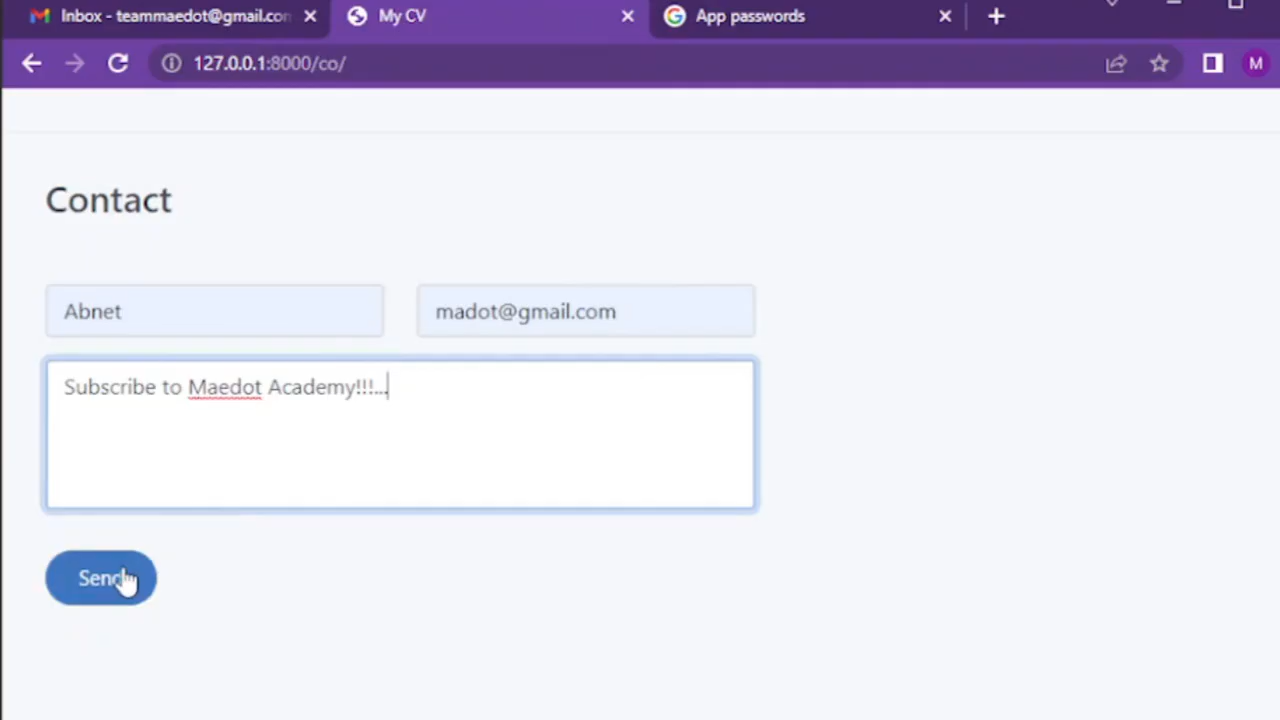 Inbox - teammaedot@gmail.con
My CV
App passwords
127.0.0.1:8000/co/
M
Contact
Abnet
madot@gmail.com
Subscribe to Maedot Academy!!!...
Send